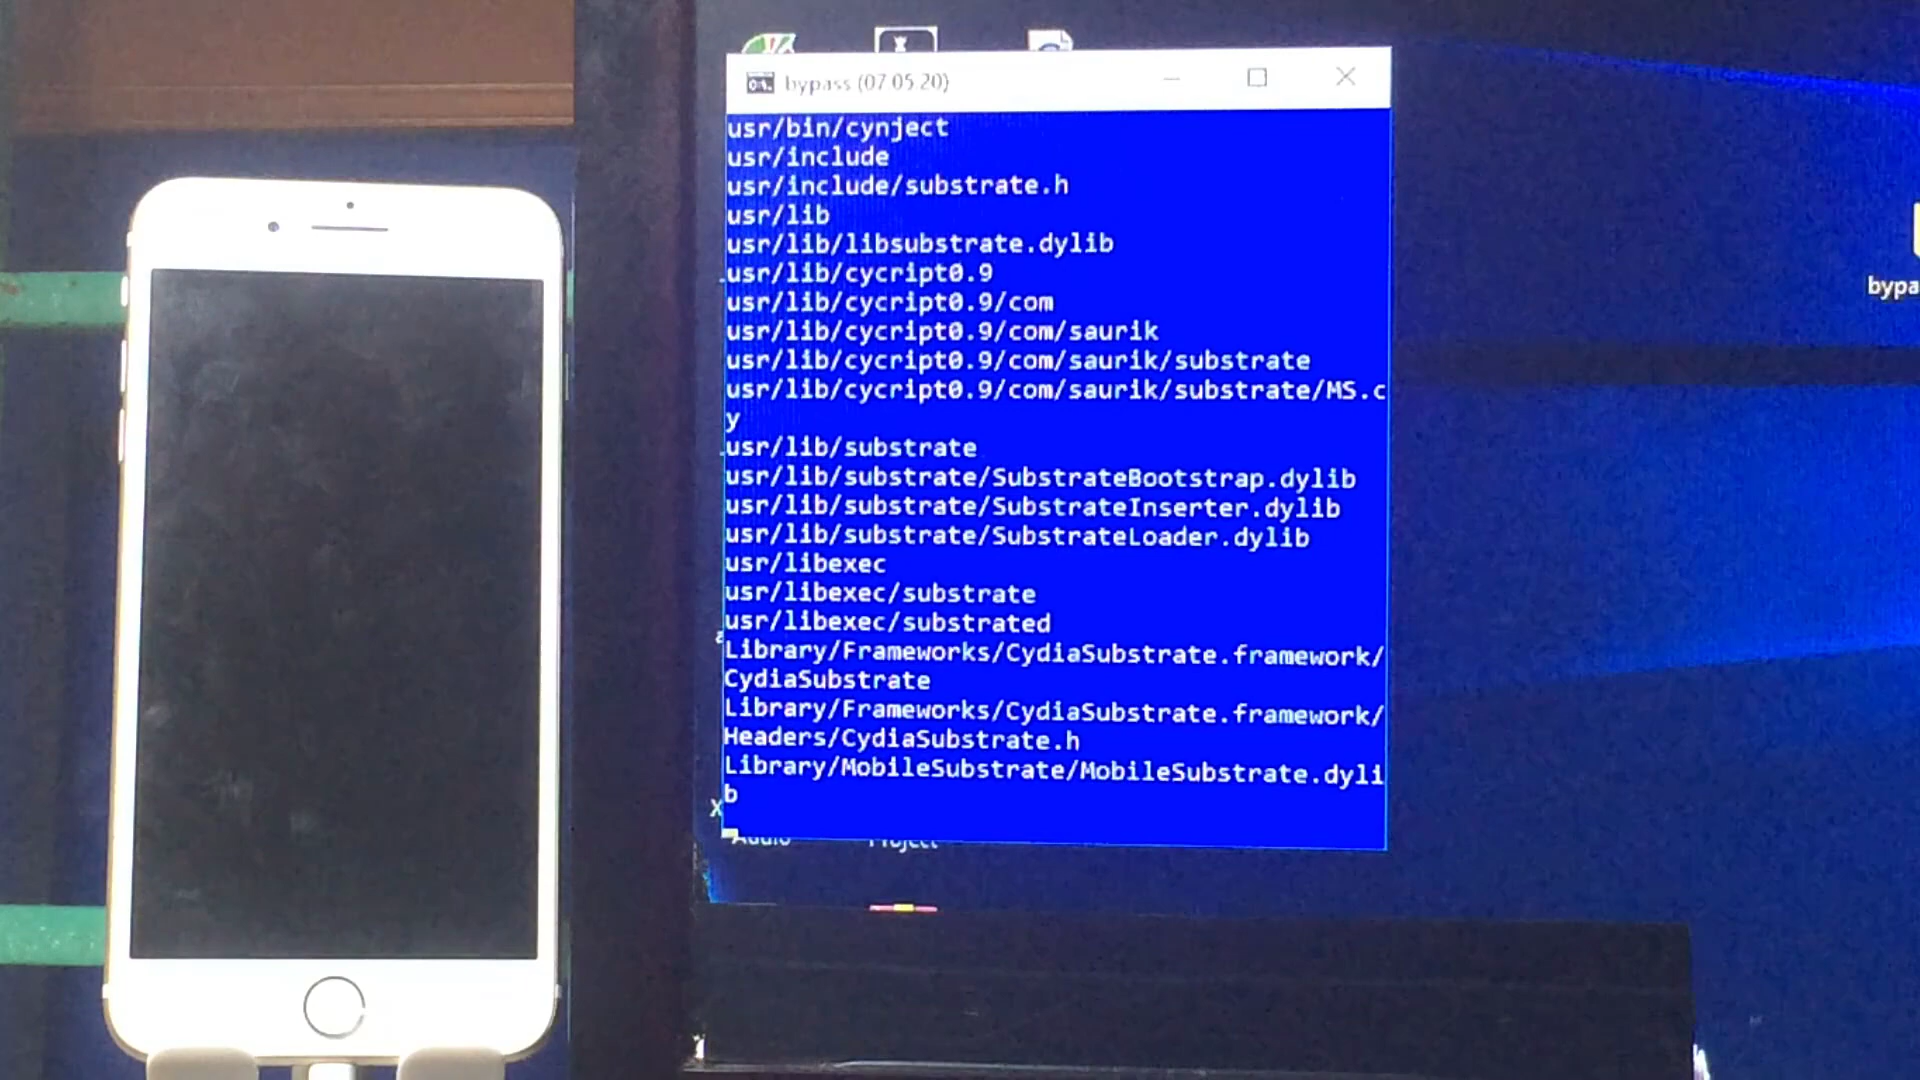 bypass (07.05.20)
usr/bin/cynject
usr/include
usr/include/substrate.h
usr/lib
usr/lib/libsubstrate.dylib
usr/lib/cycript0.9
usr/lib/cycript0.9/com
usr/lib/cycript0.9/com/saurik
usr/lib/cycript0.9/com/saurik/substrate
usr/lib/cycript0.9/com/saurik/substrate/MS.c
y
usr/lib/substrate
usr/lib/substrate/SubstrateBootstrap.dylib
usr/lib/substrate/SubstrateInserter.dylib
usr/lib/substrate/SubstrateLoader.dylib
usr/libexec
usr/libexec/substrate
usr/libexec/substrated
Library/Frameworks/CydiaSubstrate.framework/
CydiaSubstrate
Library/Frameworks/CydiaSubstrate.framework/
Headers/CydiaSubstrate.h
Library/MobileSubstrate/MobileSubstrate.dyli
b
Audio
Project
bypa